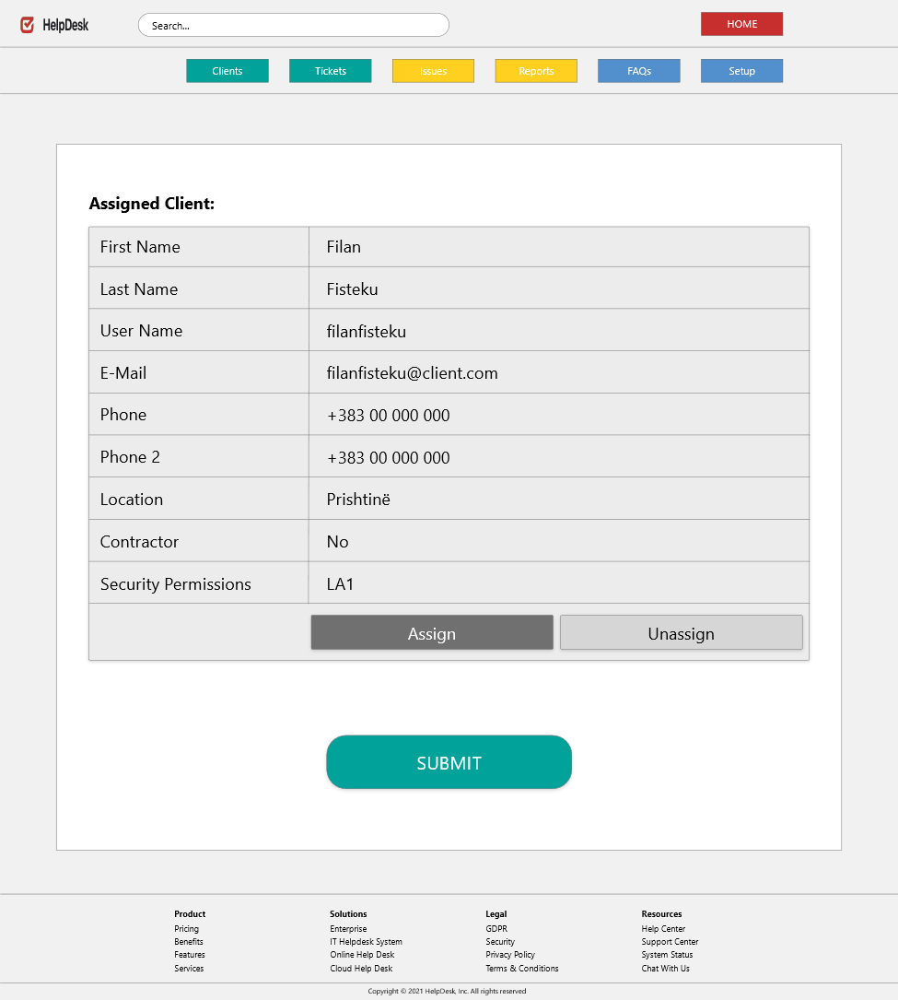 HelpDesk
Search...
HOME
Clients Tickets Issues Reports FAQs Setup
Assigned Client:
First Name Filan
Last Name Fisteku
User Name filanfisteku
E-Mail filanfisteku@client.com
Phone +383 00 000 000
Phone 2 +383 00 000 000
Location Prishtinë
Contractor No
Security Permissions LA1
Assign Unassign
SUBMIT
Product Solutions Legal Resources
Pricing Enterprise GDPR Help Center
Benefits IT Helpdesk System Security Support Center
Features Online Help Desk Privacy Policy System Status
Services Cloud Help Desk Terms & Conditions Chat With Us
Copyright © 2021 HelpDesk, Inc. All rights reserved